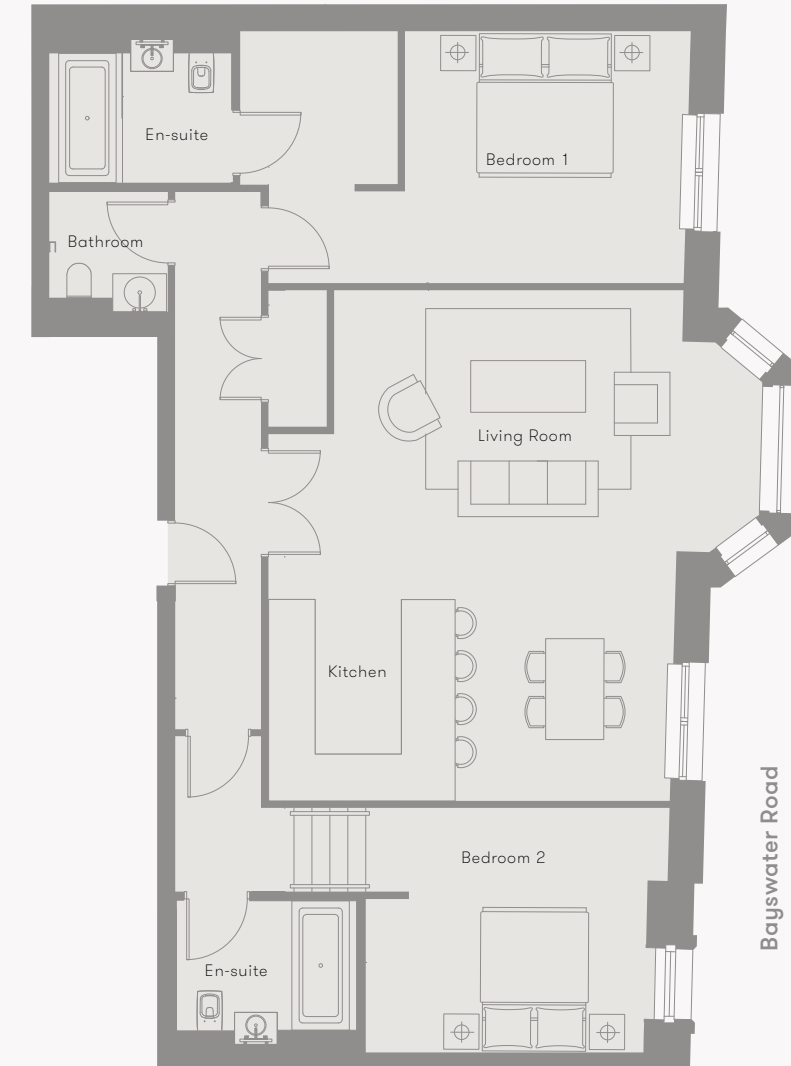 En-suite
Bedroom 1
Bathroom
Living Room
Kitchen
Bayswater Road
Bedroom 2
En-suite